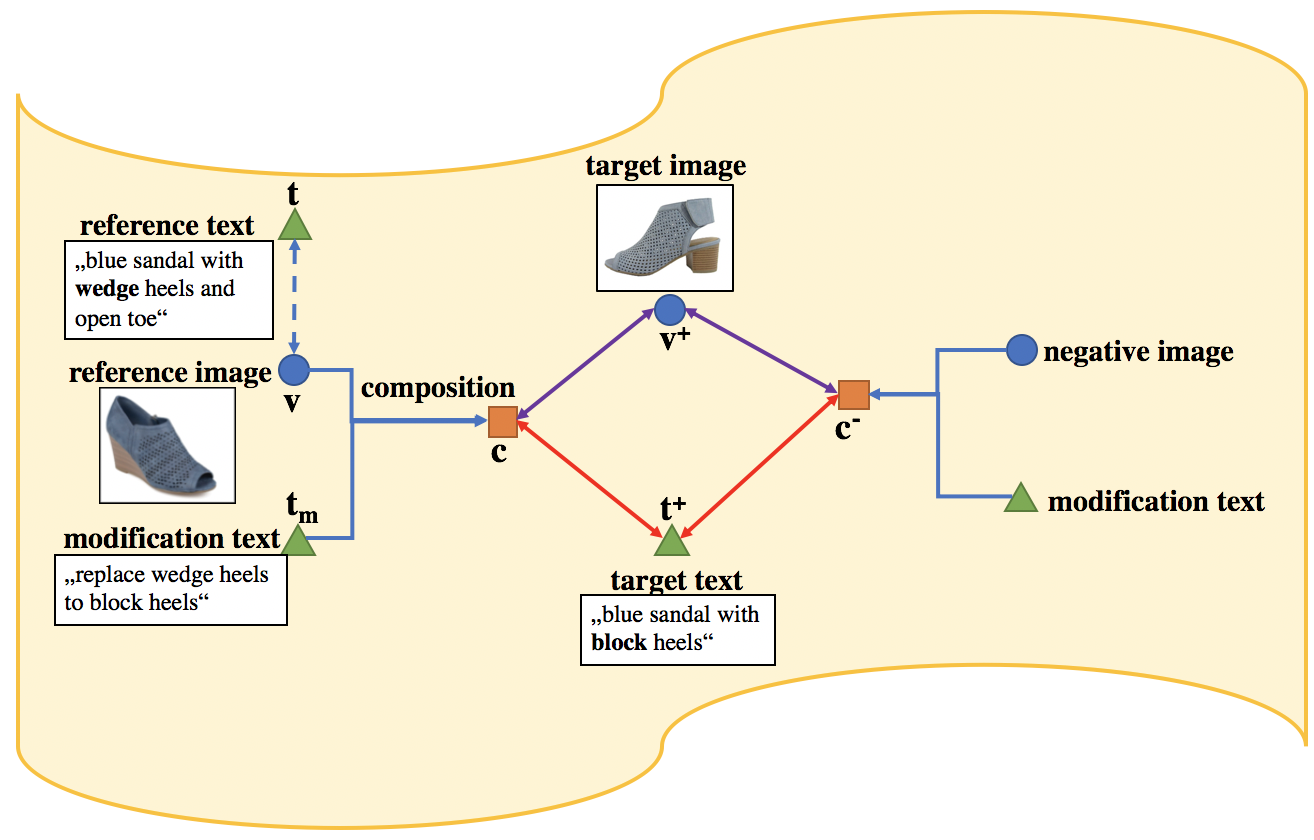 t
reference text
„blue sandal with
wedge heels and
open toe“
reference image
v
composition
c
tm
modification text
„replace wedge heels
to block heels“
target image
v+
t+
target text
„blue sandal with
block heels“
c-
negative image
modification text